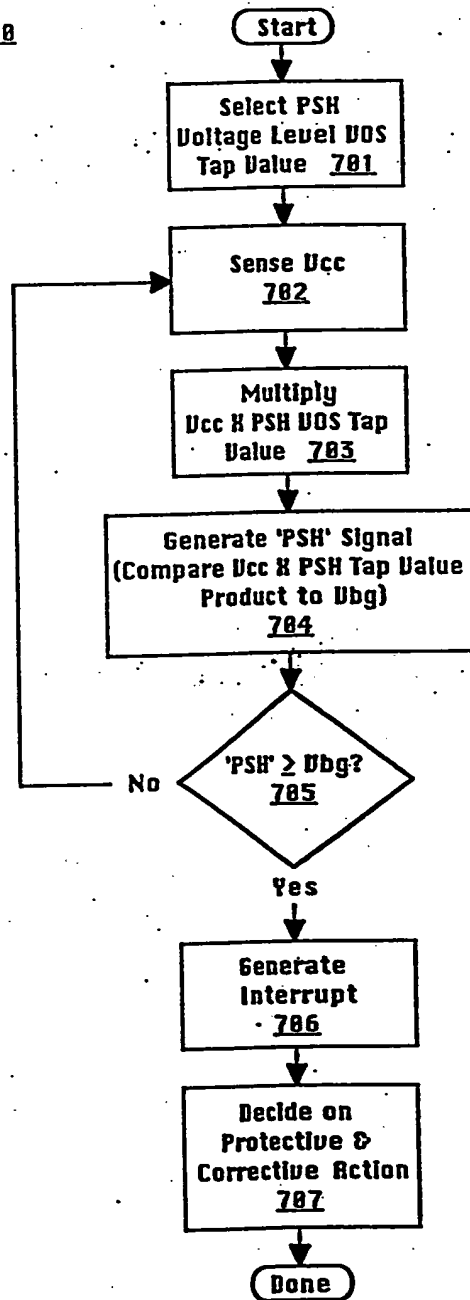 0
Start
Select PSH
Voltage Level VOS
Tap Value 701
Sense Vcc
702
Multiply
Vcc X PSH VOS Tap
Value 703
Generate 'PSH' Signal
(Compare Vcc X PSH Tap Value
Product to Vbg)
704
'PSH' ≥ Vbg?
705
No
Yes
Generate
Interrupt
706
Decide on
Protective &
Corrective Action
707
Done